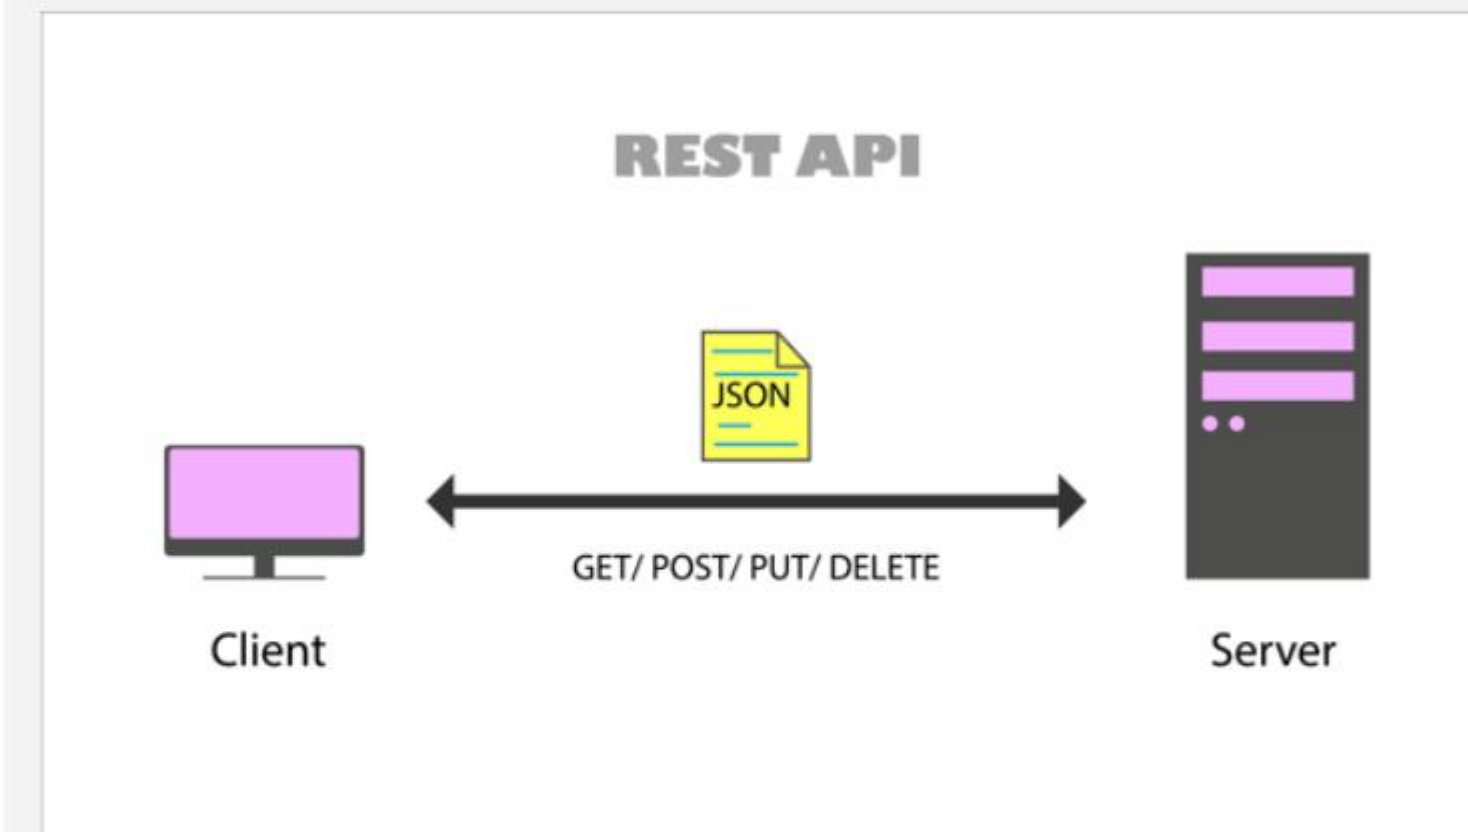 REST API
JSON
GET/ POST/ PUT/ DELETE
Client
Server